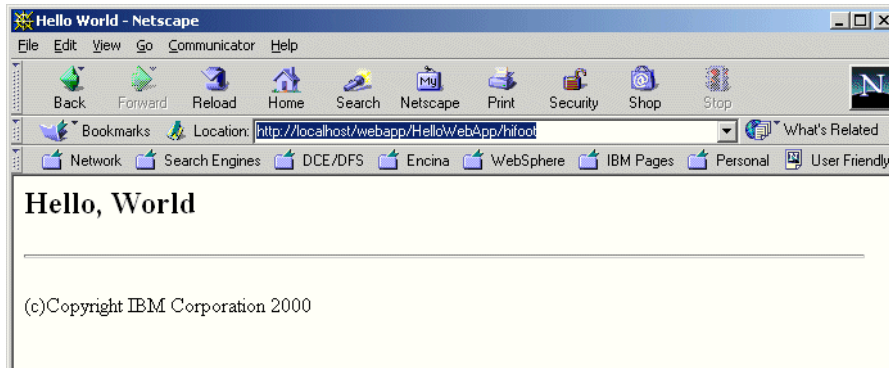 Hello World - Netscape
File Edit View Go Communicator Help
Back Forward Reload Home Search Netscape Print Security Shop Stop
Bookmarks Location: http://localhost/webapp/HelloWebApp/hifoot What's Related
Network Search Engines DCE/DFS Encina WebSphere IBM Pages Personal User Friendly
Hello, World
(c)Copyright IBM Corporation 2000